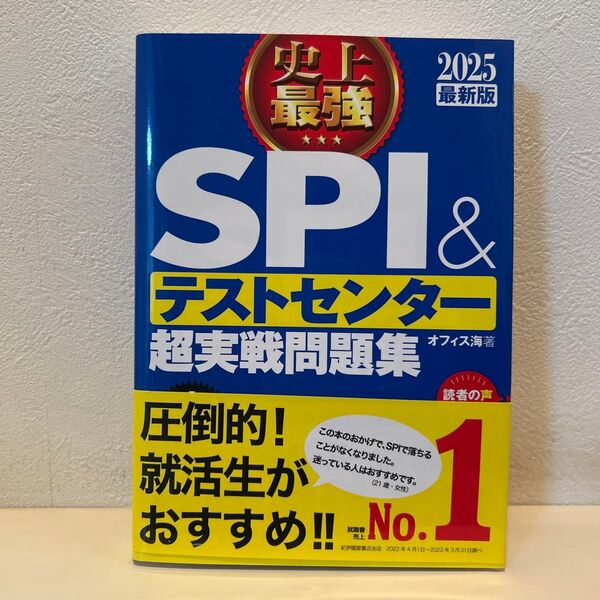 史上
最強
2025
最新版
SPI&
テストセンター
超実戦問題集
オフィス海著
読者の声
圧倒的!
就活生が
おすすめ!!
この本のおかげで、SPIで落ちる
ことがなくなりました。
迷っている人はおすすめです。
(21歳・女性)
就職書
売上
No.1
紀伊國屋書店全店 2022年4月1日〜2023年3月31日調べ